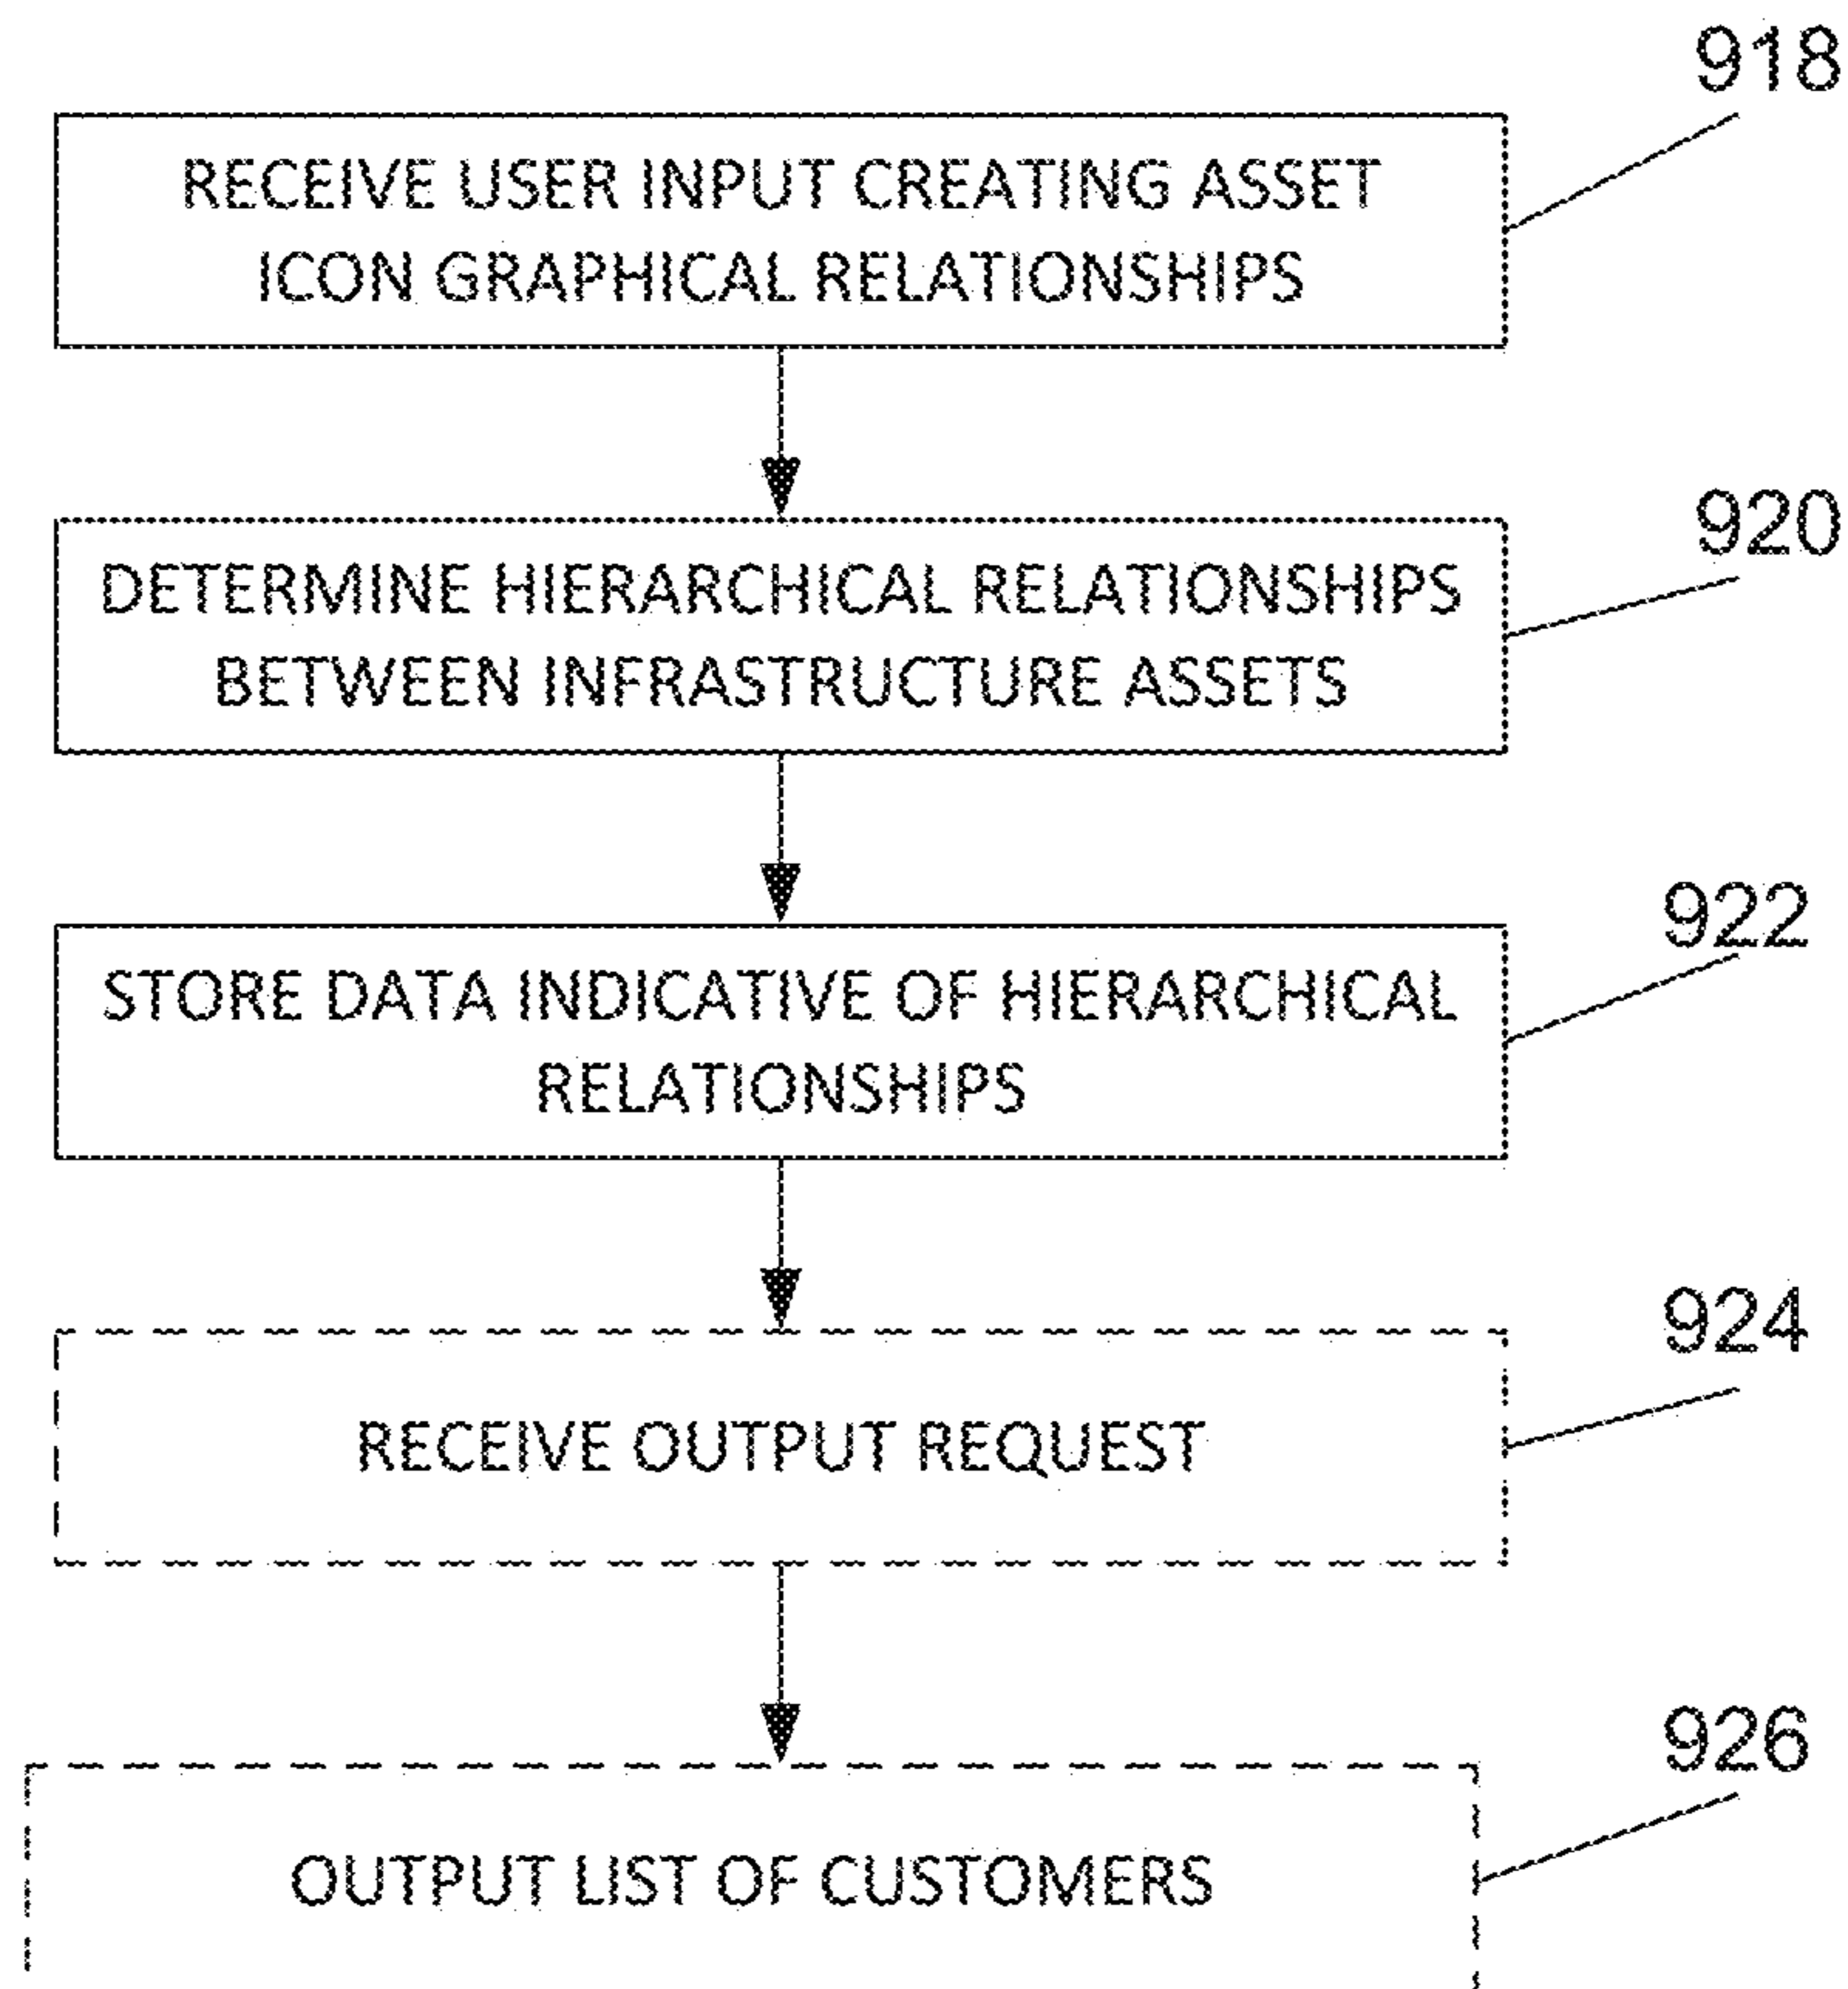 918
RECEIVE USER INPUT CREATING ASSET
ICON GRAPHICAL RELATIONSHIPS
920
DETERMINE HIERARCHICAL RELATIONSHIPS
BETWEEN INFRASTRUCTURE ASSETS
922
STORE DATA INDICATIVE OF HIERARCHICAL
RELATIONSHIPS
924
RECEIVE OUTPUT REQUEST
926
OUTPUT LIST OF CUSTOMERS